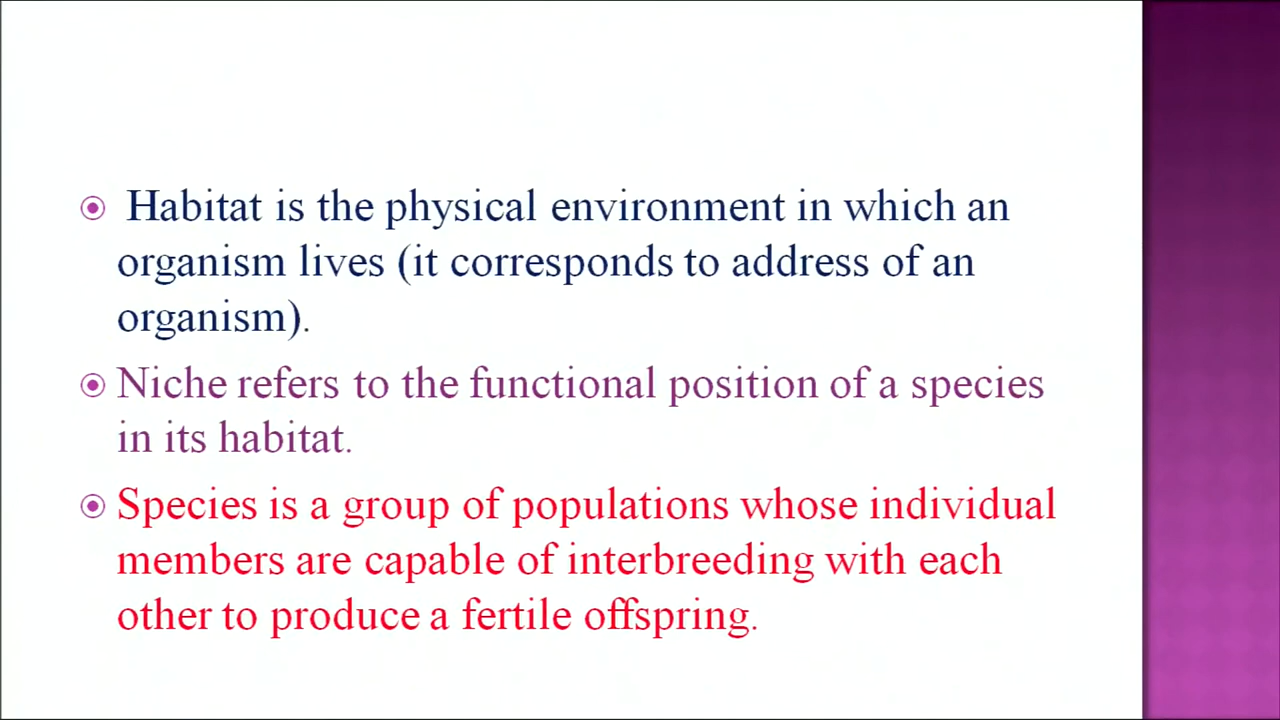 Habitat is the physical environment in which an
organism lives (it corresponds to address of an
organism).
Niche refers to the functional position of a species
in its habitat.
Species is a group of populations whose individual
members are capable of interbreeding with each
other to produce a fertile offspring.